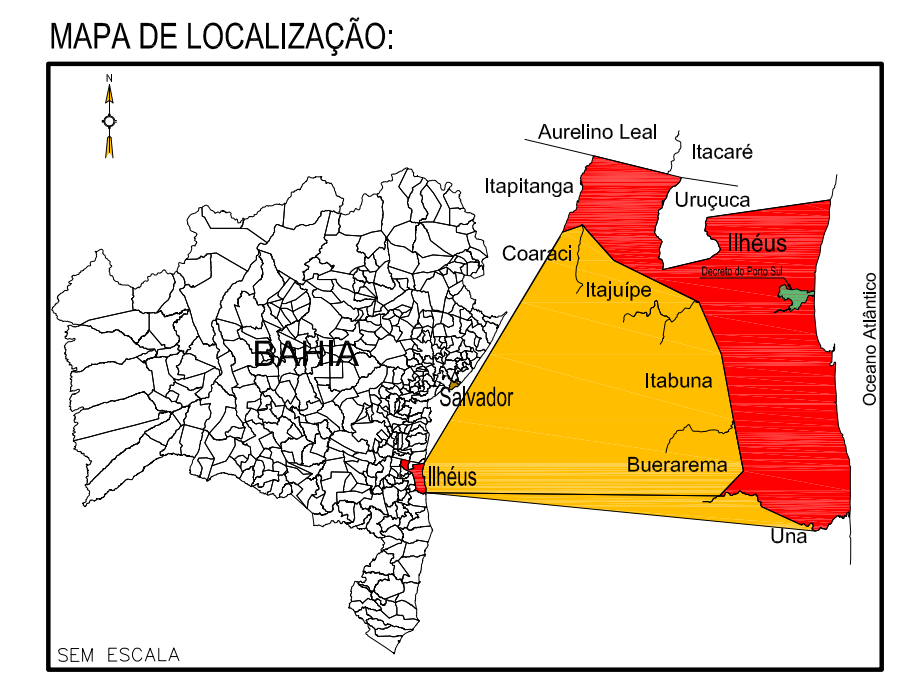 MAPA DE LOCALIZAÇÃO:
N
Aurelino Leal
Itacaré
Itapitanga
Uruçuca
Ilhéus
Coaraci
Decreto do Porto Sul
Itajuípe
Oceano Atlântico
BAHIA
Itabuna
Salvador
Buerarema
Ilhéus
Una
SEM ESCALA